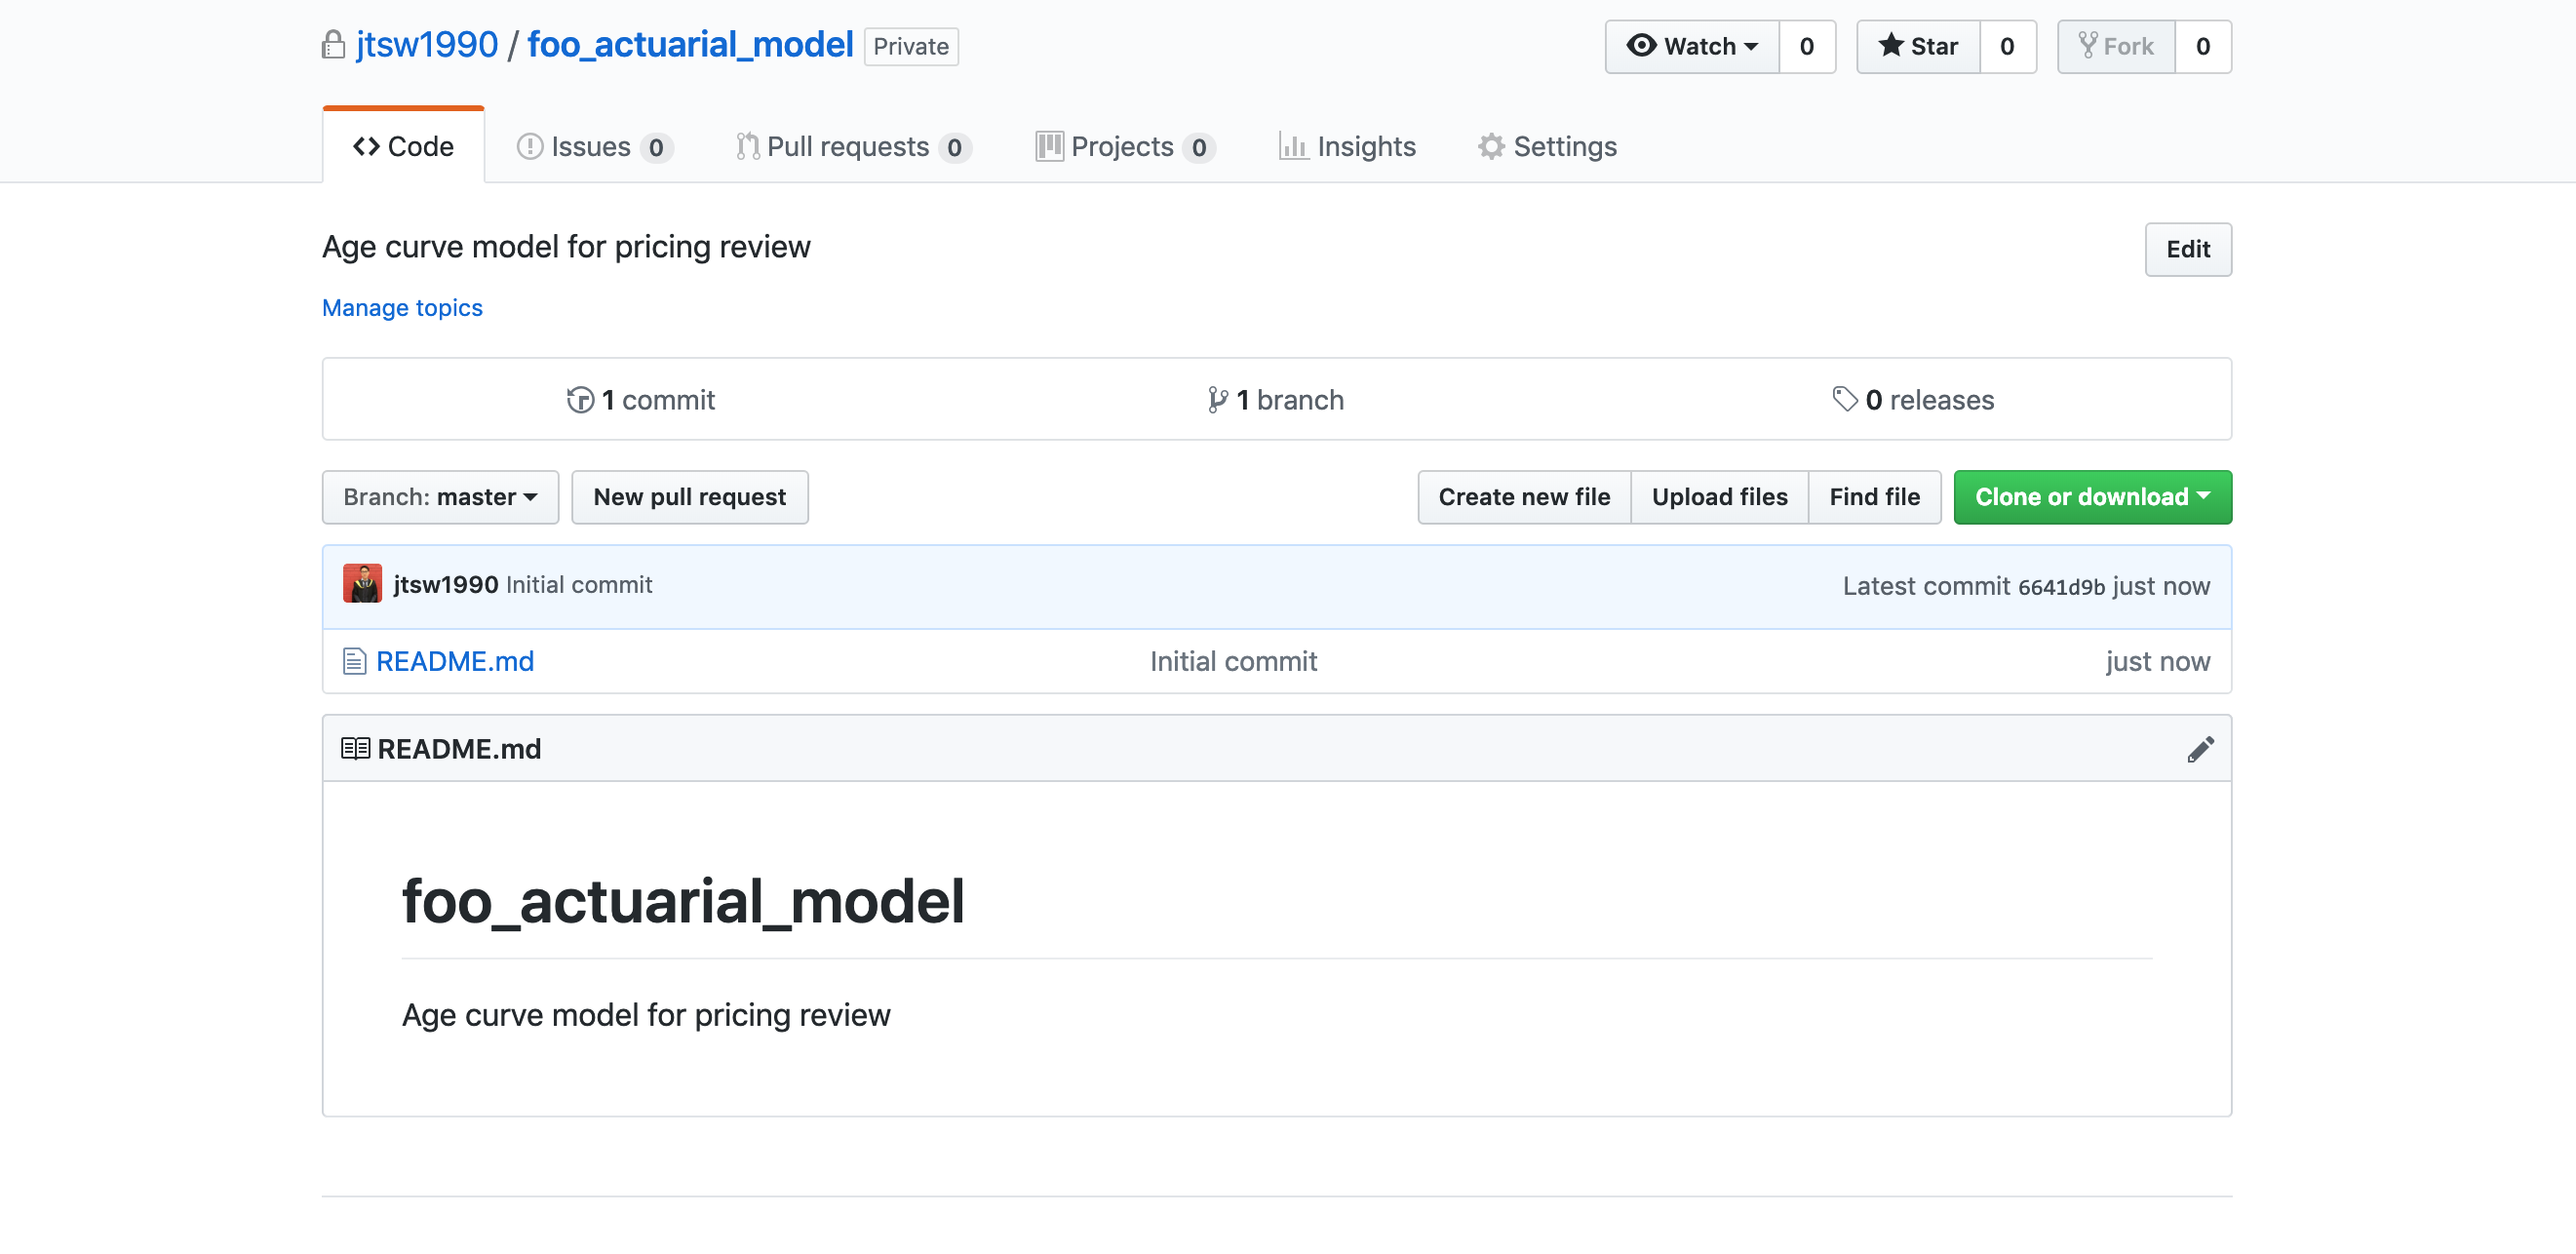 jtsw1990 / foo_actuarial_model Private Watch 0 Star 0 Fork 0
Code Issues 0 Pull requests 0 Projects 0 Insights Settings
Age curve model for pricing review Edit
Manage topics
1 commit 1 branch 0 releases
Branch: master New pull request Create new file Upload files Find file Clone or download
jtsw1990 Initial commit Latest commit 6641d9b just now
README.md Initial commit just now
README.md
foo_actuarial_model
Age curve model for pricing review